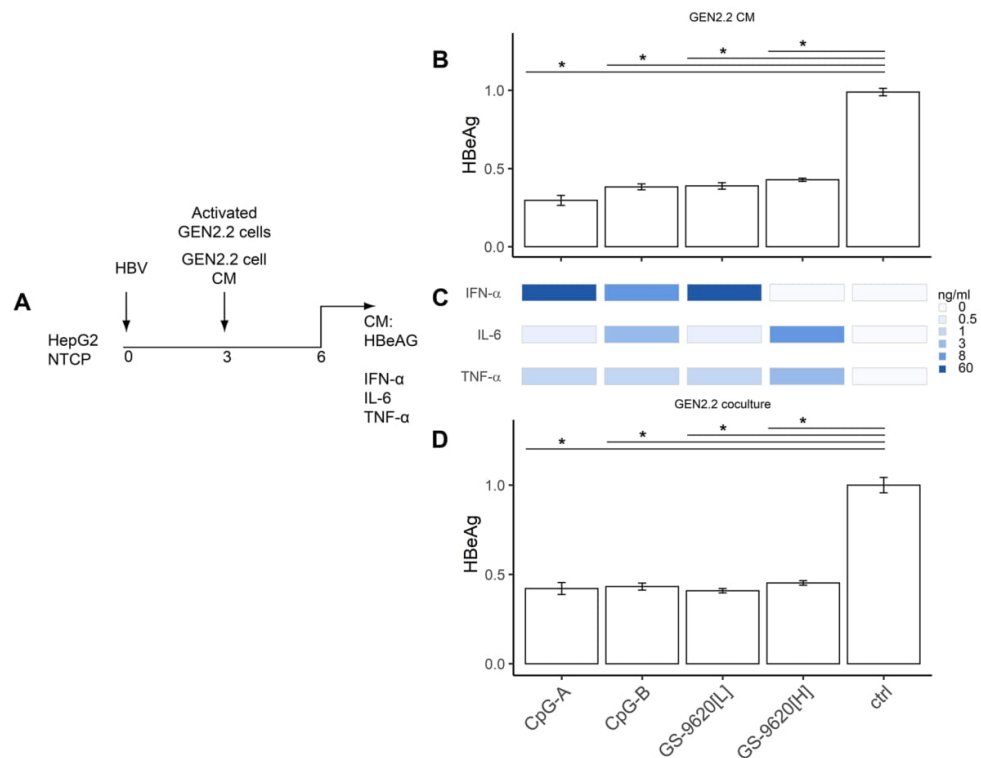 A
HBV
Activated
GEN2.2 cells
GEN2.2 cell
CM
HepG2
NTCP
0
3
6
CM:
HBeAG
IFN-α
IL-6
TNF-α
GEN2.2 CM
B
* * * *
HBeAg
1.0
0.5
0.0
C
IFN-α
IL-6
TNF-α
ng/ml
0
0.5
1
3
8
60
GEN2.2 coculture
D
* * * *
HBeAg
1.0
0.5
0.0
CpG-A
CpG-B
GS-9620[L]
GS-9620[H]
ctrl